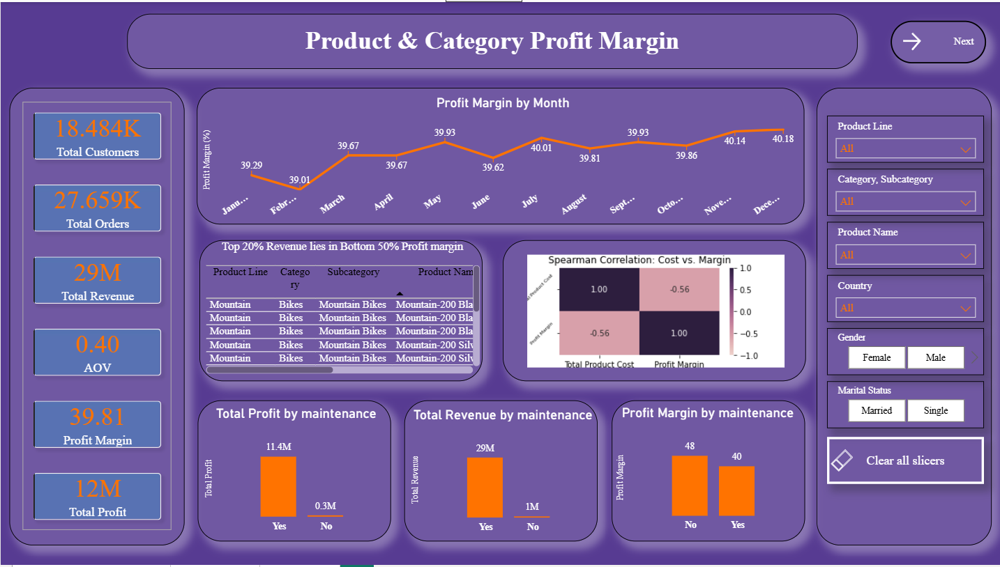 Product & Category Profit Margin
Next
18.484K
Total Customers
27.659K
Total Orders
29M
Total Revenue
0.40
AOV
39.81
Profit Margin
12M
Total Profit
Profit Margin by Month
Profit Margin (%)
39.29
39.01
39.67
39.67
39.93
39.62
40.01
39.81
39.93
39.86
40.14
40.18
Janu...
Febr...
March
April
May
June
July
August
Sept...
Octo...
Nove...
Dece...
Top 20% Revenue lies in Bottom 50% Profit margin
Product Line Catego Subcategory Product Nam
ry
Mountain Bikes Mountain Bikes Mountain-200 Bla
Mountain Bikes Mountain Bikes Mountain-200 Bla
Mountain Bikes Mountain Bikes Mountain-200 Bla
Mountain Bikes Mountain Bikes Mountain-200 Silv
Mountain Bikes Mountain Bikes Mountain-200 Silv
Spearman Correlation: Cost vs. Margin
Product Cost
Profit Margin
1.00 -0.56
-0.56 1.00
Total Product Cost Profit Margin
1.0
0.5
0.0
−0.5
−1.0
Total Profit by maintenance
Total Profit
11.4M
0.3M
Yes No
Total Revenue by maintenance
Total Revenue
29M
1M
Yes No
Profit Margin by maintenance
Profit Margin
48
40
No Yes
Product Line
All
Category, Subcategory
All
Product Name
All
Country
All
Gender
Female Male
Marital Status
Married Single
Clear all slicers